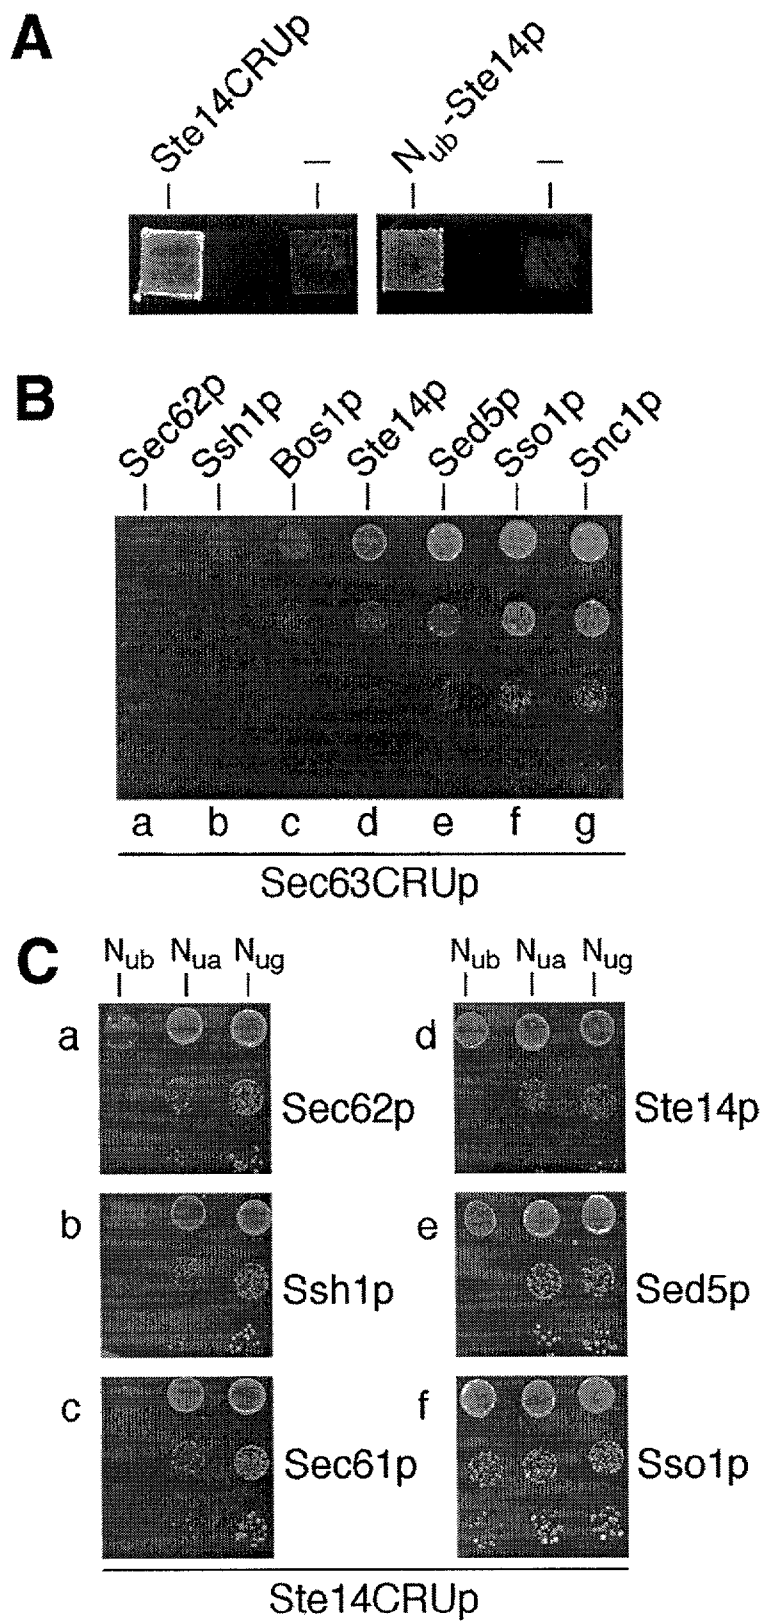 A
Ste14CRUp
—
Nub-Ste14p
—
B
Sec62p
Ssh1p
Bos1p
Ste14p
Sed5p
Sso1p
Snc1p
a b c d e f g
Sec63CRUp
C
Nub Nua Nug
Nub Nua Nug
a
Sec62p
d
Ste14p
b
Ssh1p
e
Sed5p
c
Sec61p
f
Sso1p
Ste14CRUp